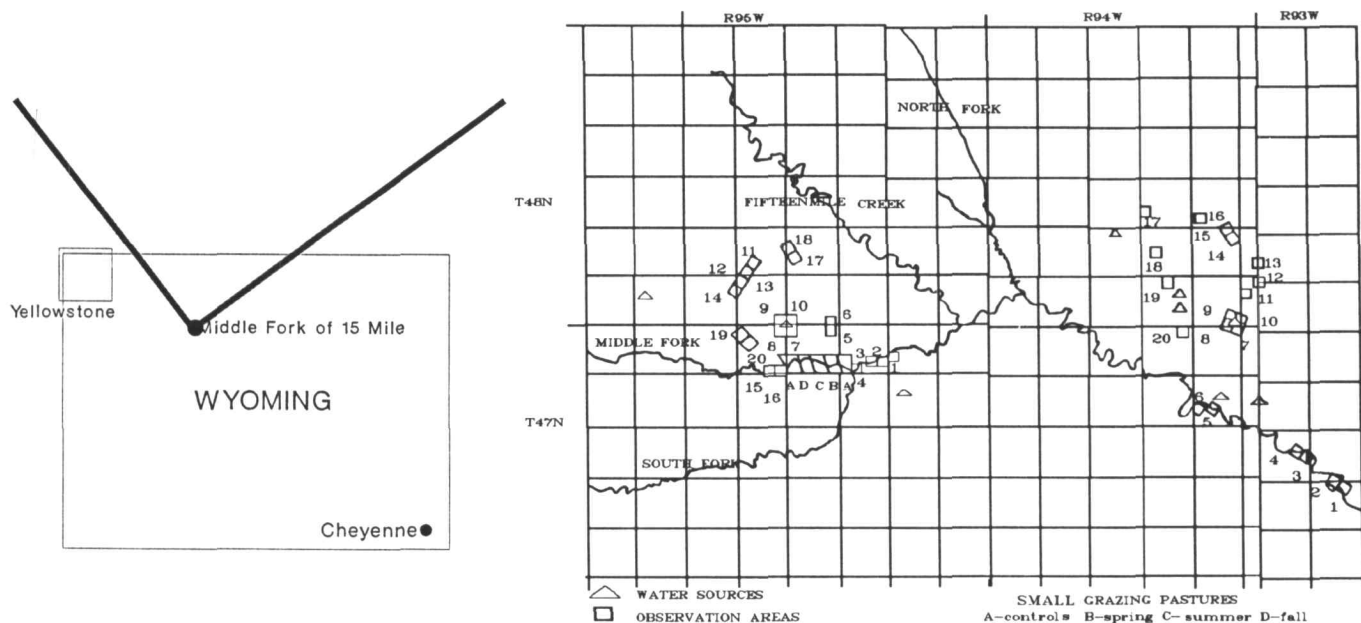 Yellowstone
Middle Fork of 15 Mile
WYOMING
Cheyenne
R95W R94W R93W
NORTH FORK
T48N
FIFTEENMILE CREEK
17 16
15
14
18
11 18
12 17
13
14
13
12
19 11
9 10 6
9 10
20 8 7
19 8 7 5
MIDDLE FORK
20 3 2 1
15 A D C B A 4
16
6
5
T47N
SOUTH FORK
4
3
2
1
WATER SOURCES
OBSERVATION AREAS
SMALL GRAZING PASTURES
A-controls B-spring C-summer D-fall